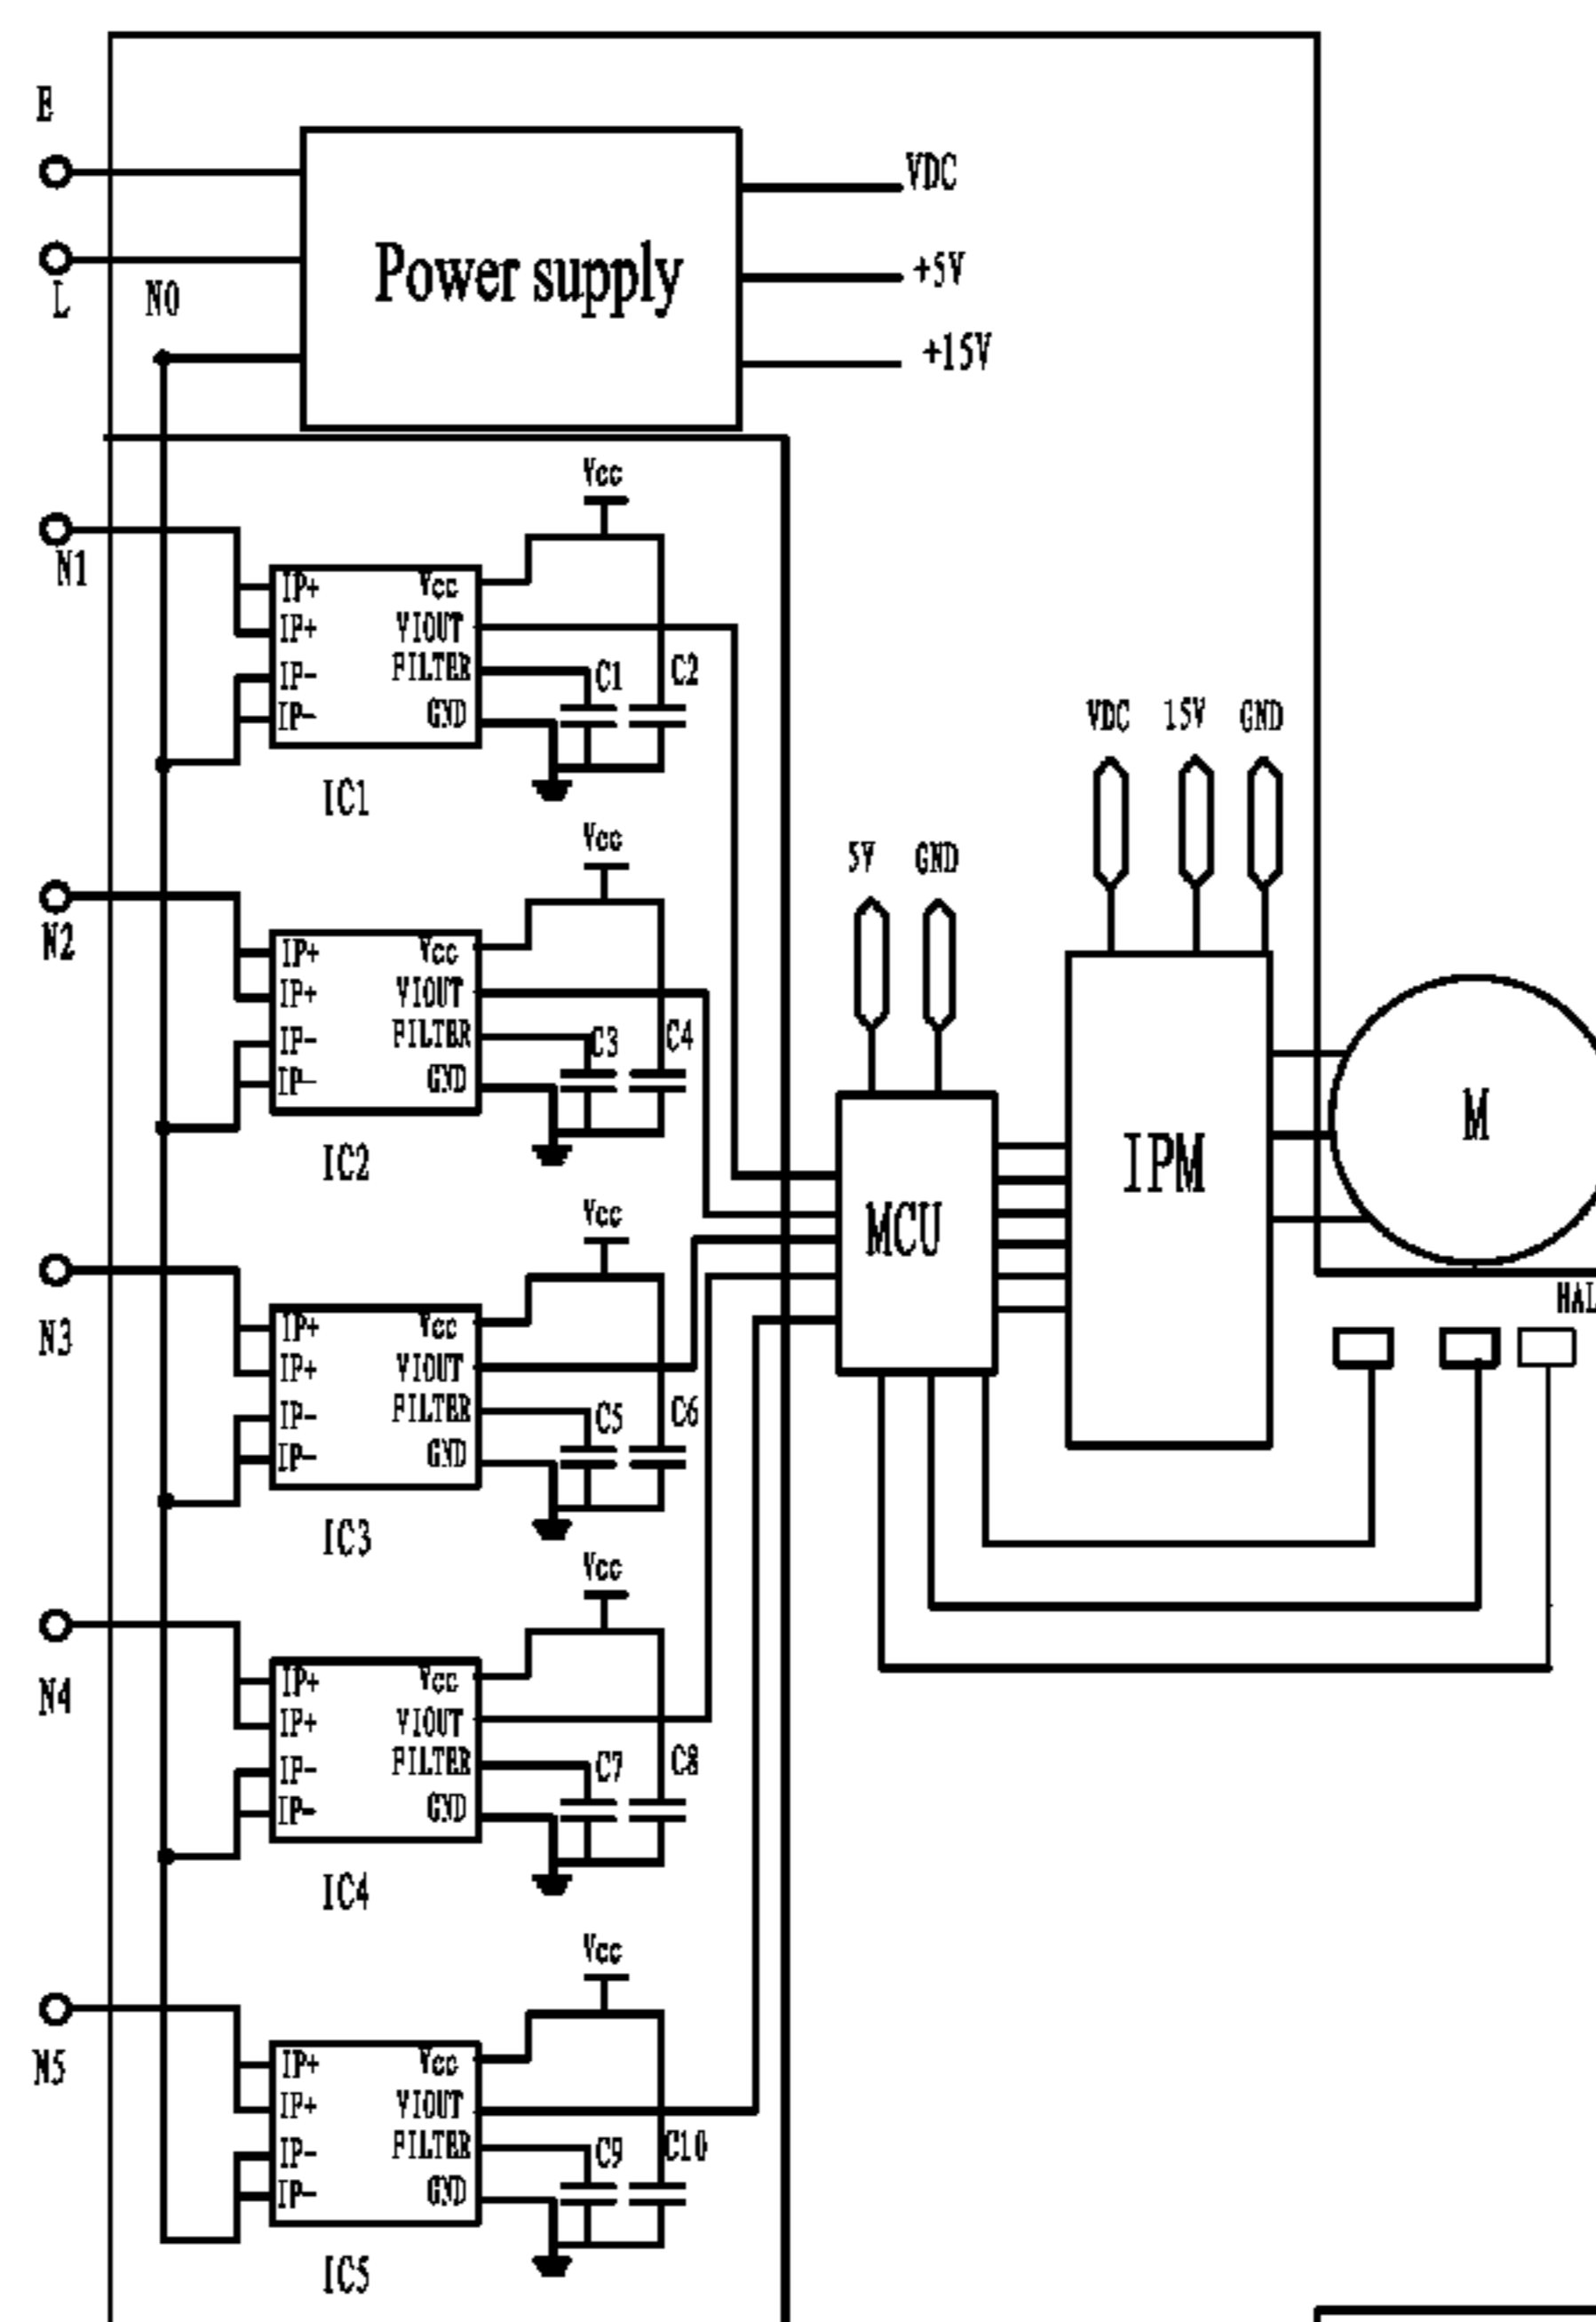 E
VDC
Power supply
+5V
L
N0
+15V
Vcc
N1
IP+
Vcc
IP+
VIOUT
IP-
FILTER
C1
C2
IP-
GND
IC1
VDC
15V
GND
Vcc
5V
GND
N2
IP+
Vcc
IP+
VIOUT
IP-
FILTER
C3
C4
IP-
GND
IC2
M
IPM
Vcc
MCU
N3
IP+
Vcc
IP+
VIOUT
IP-
FILTER
C5
C6
IP-
GND
IC3
HAL
Vcc
N4
IP+
Vcc
IP+
VIOUT
IP-
FILTER
C7
C8
IP-
GND
IC4
Vcc
N5
IP+
Vcc
IP+
VIOUT
IP-
FILTER
C9
C10
IP-
GND
IC5